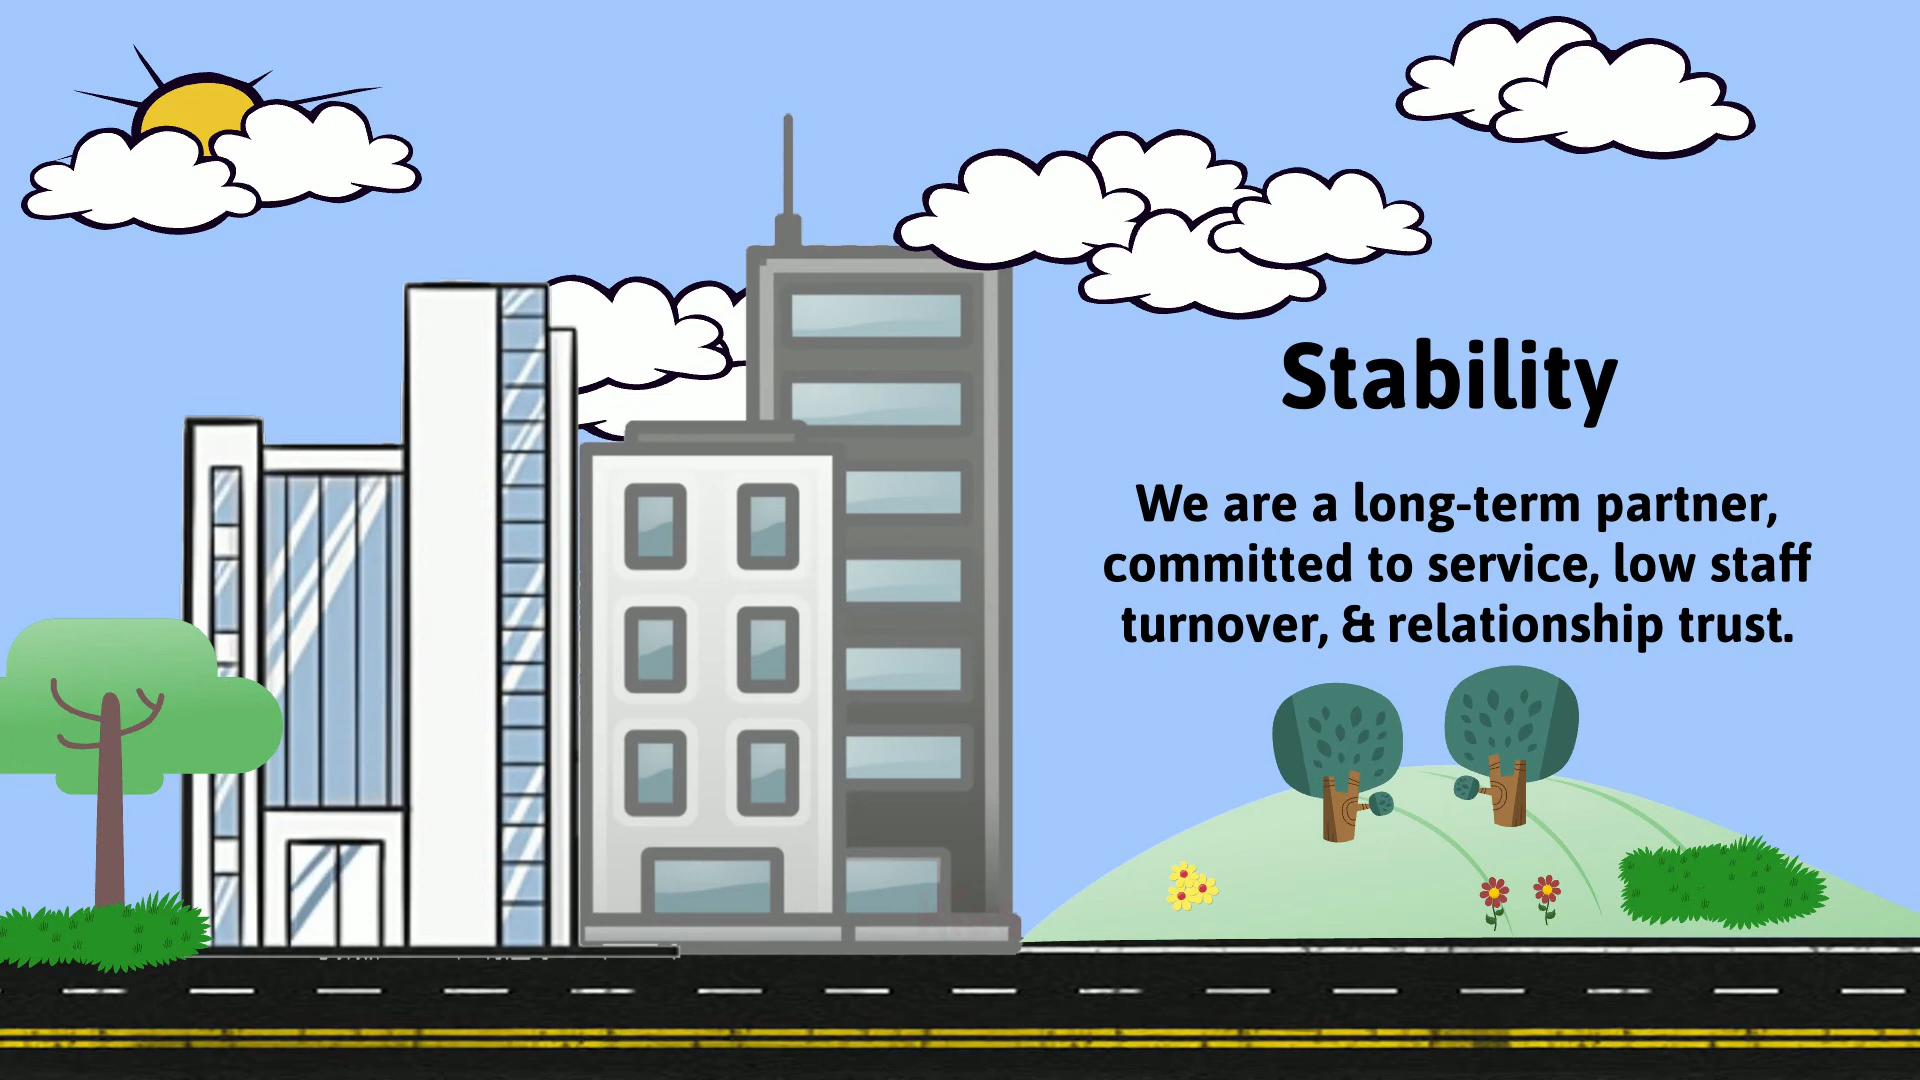 Stability
We are a long-term partner,
committed to service, low staff
turnover, & relationship trust.